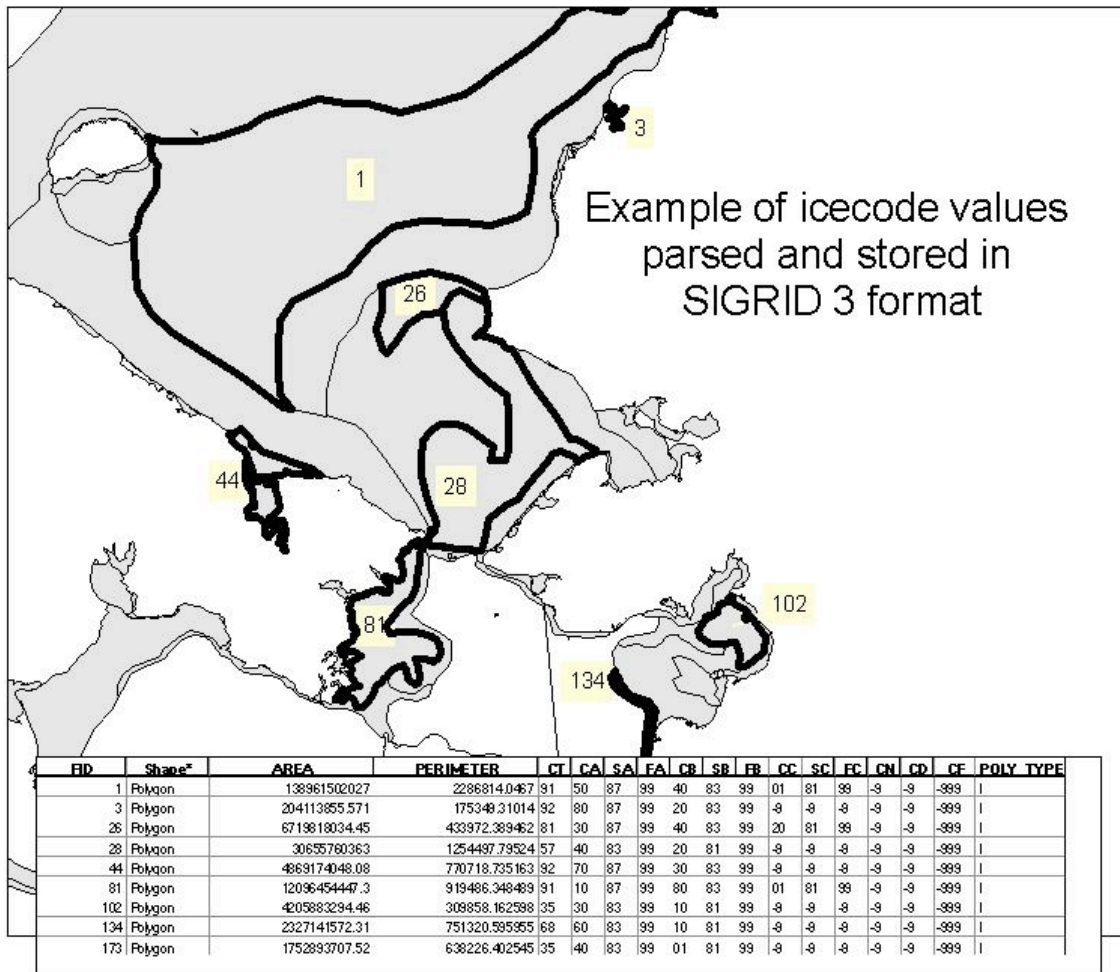 3
1
Example of icecode values
parsed and stored in
SIGRID 3 format
26
44
28
102
81
134
FID Shape* AREA PERIMETER CT CA SA FA CB SB FB CC SC FC CN CD CF POLY_TYPE
1 Polygon 138961502027 2286814.0467 91 50 87 99 40 83 99 01 81 99 -9 -9 -999 I
3 Polygon 204113855.571 175349.31014 92 80 87 99 20 83 99 -9 -9 -9 -9 -9 -999 I
26 Polygon 6719818034.45 433972.389462 81 30 87 99 40 83 99 20 81 99 -9 -9 -999 I
28 Polygon 30655760363 1254497.79524 57 40 83 99 20 81 99 -9 -9 -9 -9 -9 -999 I
44 Polygon 4869174048.08 770718.735163 92 70 87 99 30 83 99 -9 -9 -9 -9 -9 -999 I
81 Polygon 12096454447.3 919486.348489 91 10 87 99 80 83 99 01 81 99 -9 -9 -999 I
102 Polygon 4205883294.46 309858.162598 35 30 83 99 10 81 99 -9 -9 -9 -9 -9 -999 I
134 Polygon 2327141572.31 751320.595955 68 60 83 99 10 81 99 -9 -9 -9 -9 -9 -999 I
173 Polygon 1752893707.52 638226.402545 35 40 83 99 01 81 99 -9 -9 -9 -9 -9 -999 I